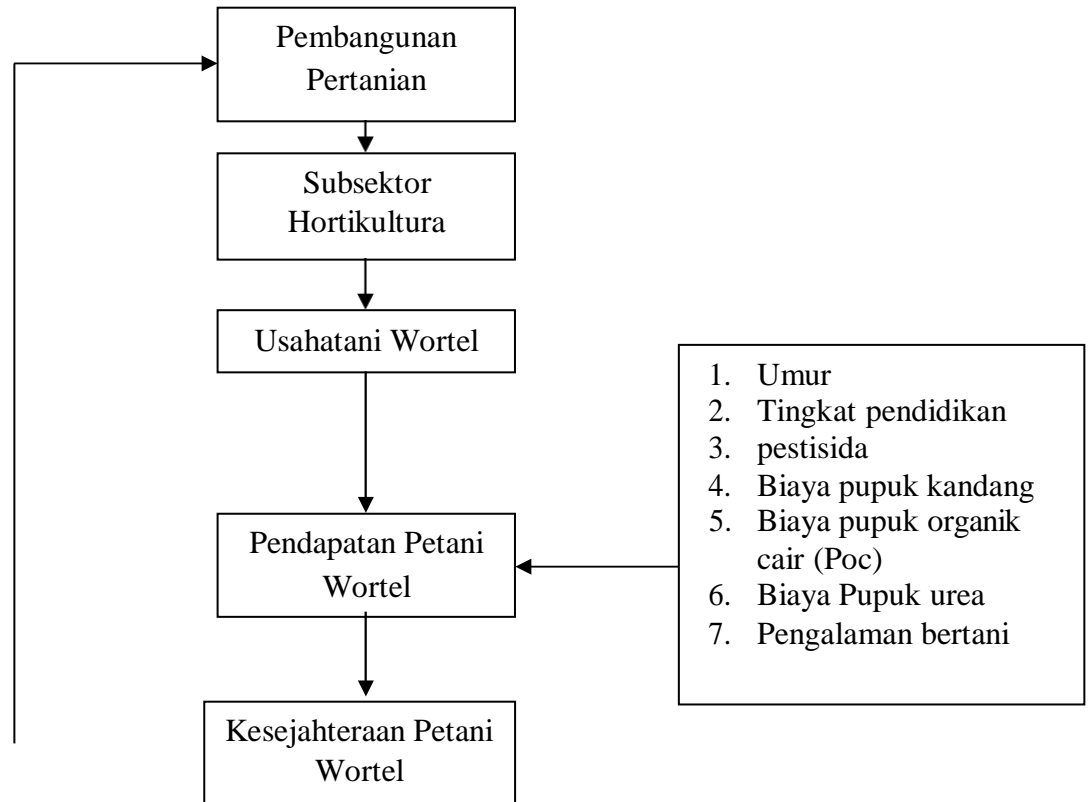 Pembangunan
Pertanian
Subsektor
Hortikultura
Usahatani Wortel
Pendapatan Petani
Wortel
1. Umur
2. Tingkat pendidikan
3. pestisida
4. Biaya pupuk kandang
5. Biaya pupuk organik
cair (Poc)
6. Biaya Pupuk urea
7. Pengalaman bertani
Kesejahteraan Petani
Wortel